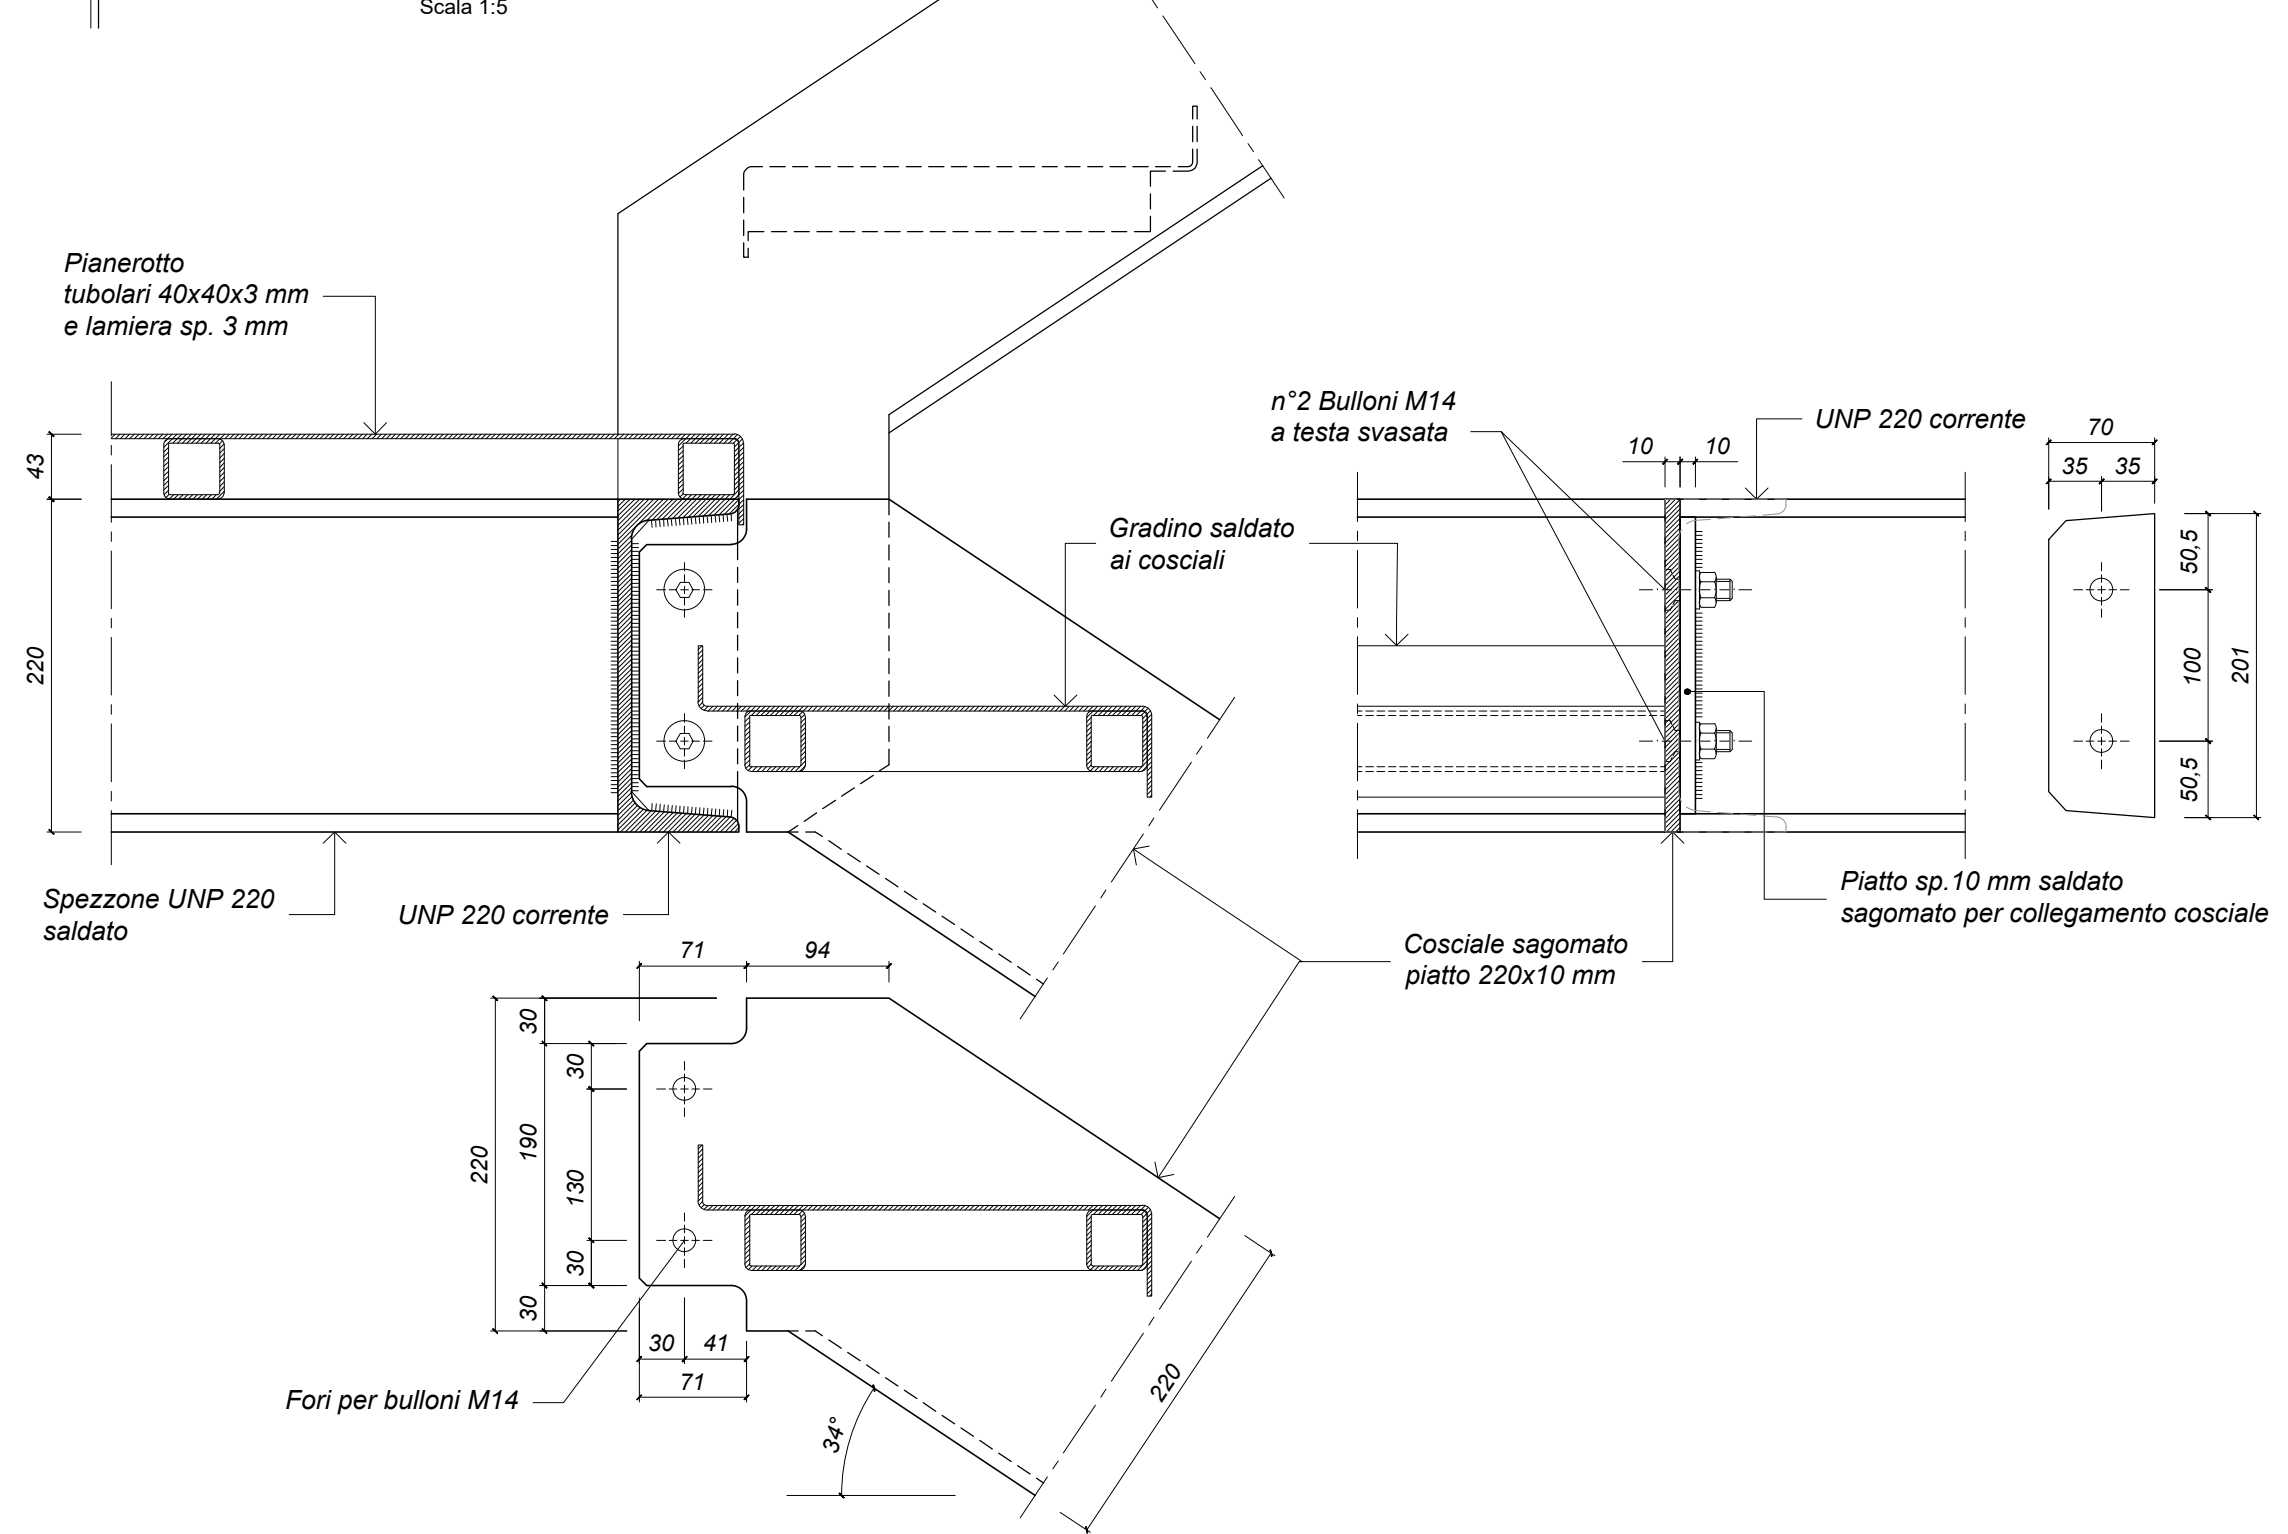 Scala 1:5
Pianerotto
tubolari 40x40x3 mm
e lamiera sp. 3 mm
43
220
n°2 Bulloni M14
a testa svasata
UNP 220 corrente
10
10
70
35
35
Gradino saldato
ai cosciali
50,5
100
201
50,5
Spezzone UNP 220
saldato
UNP 220 corrente
Piatto sp.10 mm saldato
sagomato per collegamento cosciale
Cosciale sagomato
piatto 220x10 mm
71
94
30
30
190
220
130
30
30
30
41
71
Fori per bulloni M14
34°
220